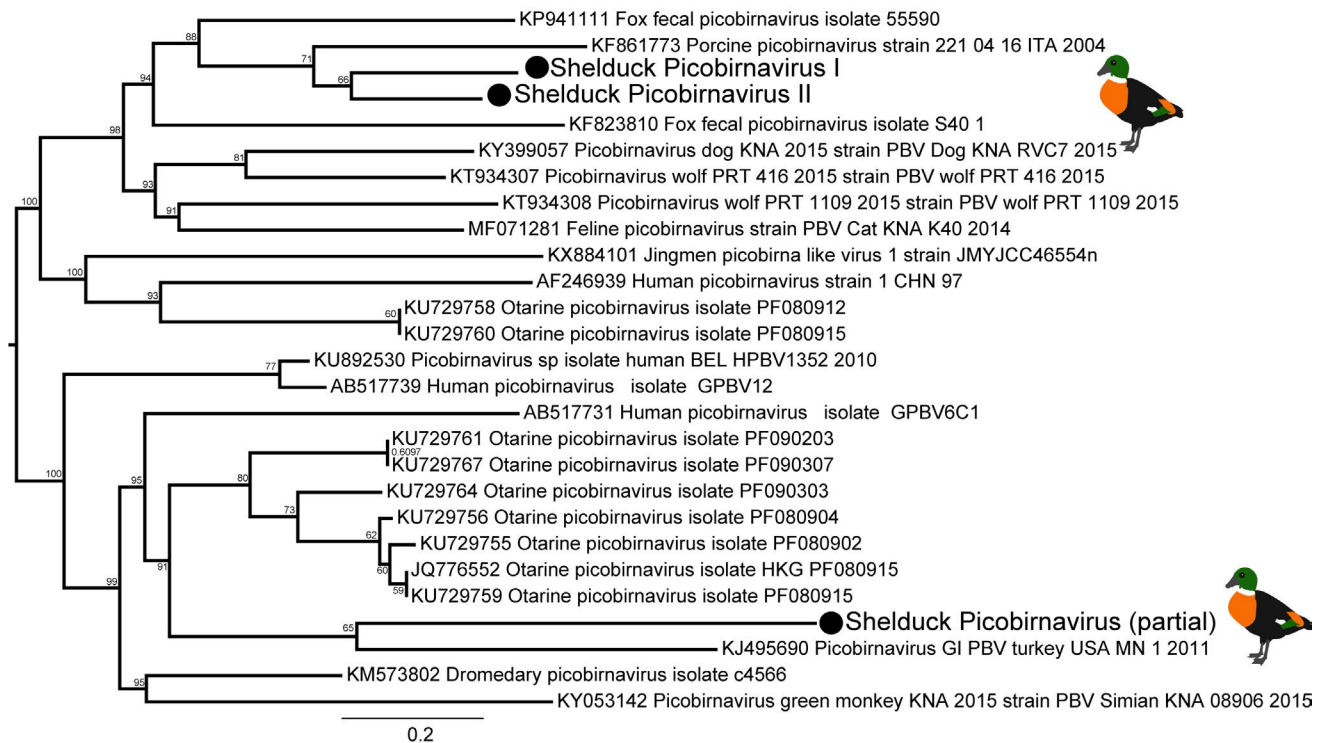 KP941111 Fox fecal picobirnavirus isolate 55590
88
KF861773 Porcine picobirnavirus strain 221 04 16 ITA 2004
71
Shelduck Picobirnavirus I
66
94
Shelduck Picobirnavirus II
KF823810 Fox fecal picobirnavirus isolate S40 1
98
KY399057 Picobirnavirus dog KNA 2015 strain PBV Dog KNA RVC7 2015
81
KT934307 Picobirnavirus wolf PRT 416 2015 strain PBV wolf PRT 416 2015
93
KT934308 Picobirnavirus wolf PRT 1109 2015 strain PBV wolf PRT 1109 2015
100
91
MF071281 Feline picobirnavirus strain PBV Cat KNA K40 2014
KX884101 Jingmen picobirna like virus 1 strain JMYJCC46554n
100
AF246939 Human picobirnavirus strain 1 CHN 97
93
KU729758 Otarine picobirnavirus isolate PF080912
60
KU729760 Otarine picobirnavirus isolate PF080915
KU892530 Picobirnavirus sp isolate human BEL HPBV1352 2010
77
AB517739 Human picobirnavirus isolate GPBV12
AB517731 Human picobirnavirus isolate GPBV6C1
KU729761 Otarine picobirnavirus isolate PF090203
0.6097
KU729767 Otarine picobirnavirus isolate PF090307
100
95
80
KU729764 Otarine picobirnavirus isolate PF090303
73
KU729756 Otarine picobirnavirus isolate PF080904
62
KU729755 Otarine picobirnavirus isolate PF080902
60
JQ776552 Otarine picobirnavirus isolate HKG PF080915
91
99
59
KU729759 Otarine picobirnavirus isolate PF080915
Shelduck Picobirnavirus (partial)
65
KJ495690 Picobirnavirus GI PBV turkey USA MN 1 2011
KM573802 Dromedary picobirnavirus isolate c4566
95
KY053142 Picobirnavirus green monkey KNA 2015 strain PBV Simian KNA 08906 2015
0.2